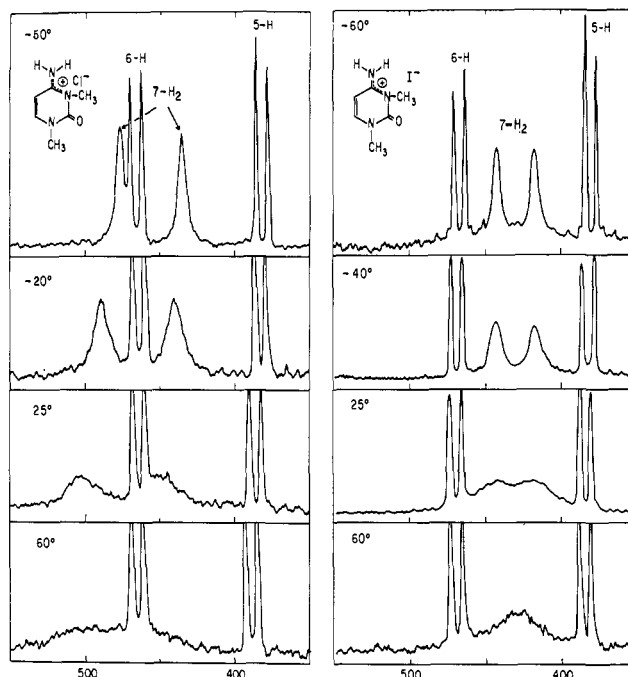 -50°
6-H
5-H
H H
N
⊕ Cl⁻
N-CH₃
N O
CH₃
7-H₂
-20°
25°
60°
500 400
-60°
6-H
5-H
H H
N
⊕ I⁻
N-CH₃
N O
CH₃
7-H₂
-40°
25°
60°
500 400